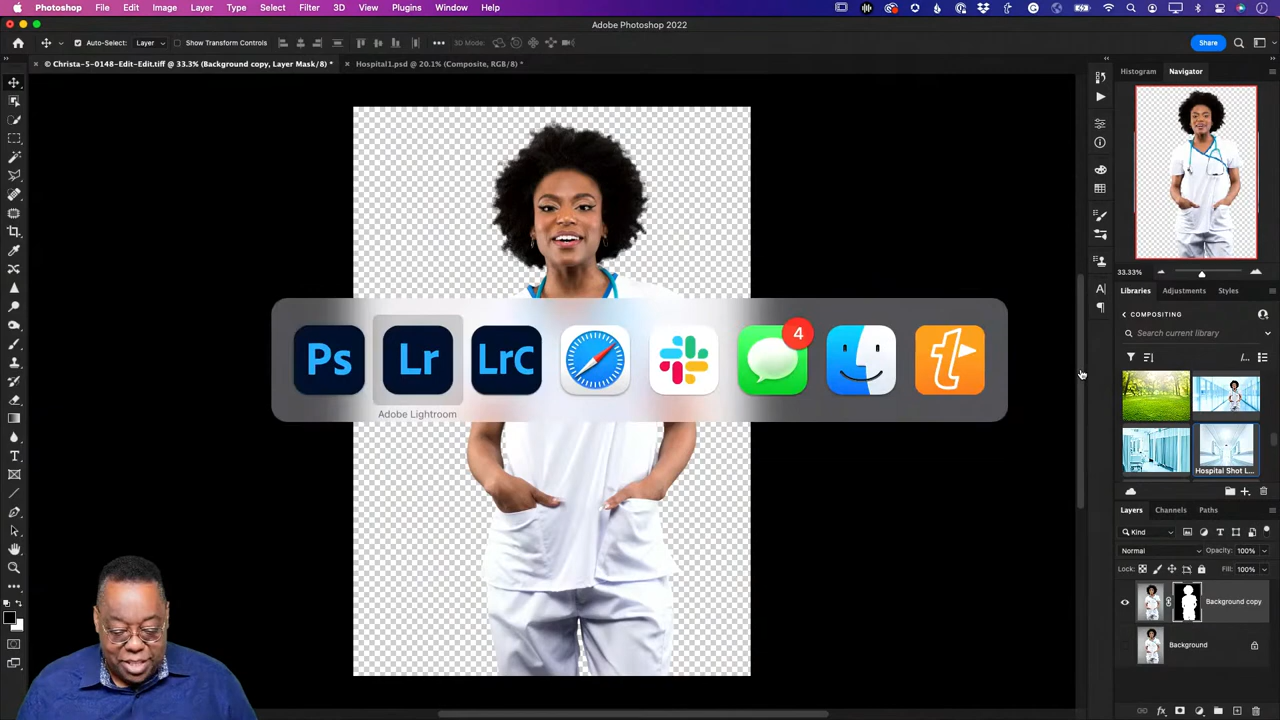 Photoshop File Edit Image Layer Type Select Filter 3D View Plugins Window Help
Adobe Photoshop 2022
Auto-Select: Layer Show Transform Controls 3D Mode: Share
© Christa-5-0148-Edit-Edit.tiff @ 33.3% (Background copy, Layer Mask/8) * Hospital1.psd @ 20.1% (Composite, RGB/8) *
Histogram Navigator
33.33%
Libraries Adjustments Styles
COMPOSITING
Search current library
Hospital Shot L...
Layers Channels Paths
Kind
Normal Opacity: 100%
Lock: Fill: 100%
Background copy
Background
Ps Lr LrC 4 t
Adobe Lightroom
A
T